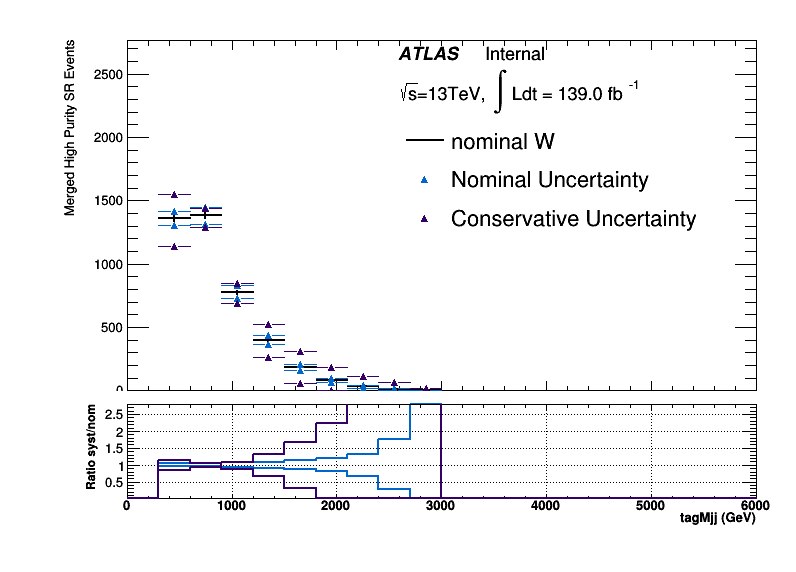 ATLAS Internal
√s=13TeV, ∫ Ldt = 139.0 fb⁻¹
nominal W
Nominal Uncertainty
Conservative Uncertainty
Merged High Purity SR Events
2500
2000
1500
1000
500
0
Ratio syst/nom
2.5
2
1.5
1
0.5
0 1000 2000 3000 4000 5000 6000
tagMjj (GeV)